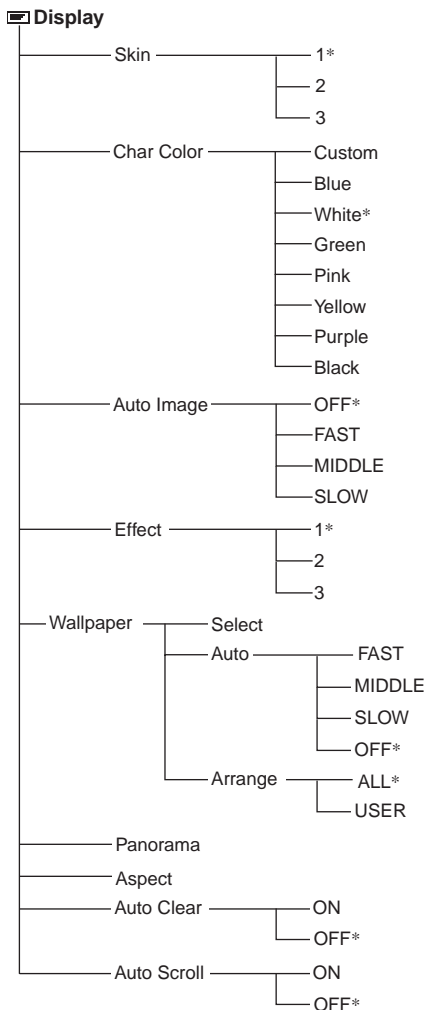 Display
Skin 1*
2
3
Char Color Custom
Blue
White*
Green
Pink
Yellow
Purple
Black
Auto Image OFF*
FAST
MIDDLE
SLOW
Effect 1*
2
3
Wallpaper Select
Auto FAST
MIDDLE
SLOW
OFF*
Arrange ALL*
USER
Panorama
Aspect
Auto Clear ON
OFF*
Auto Scroll ON
OFF*